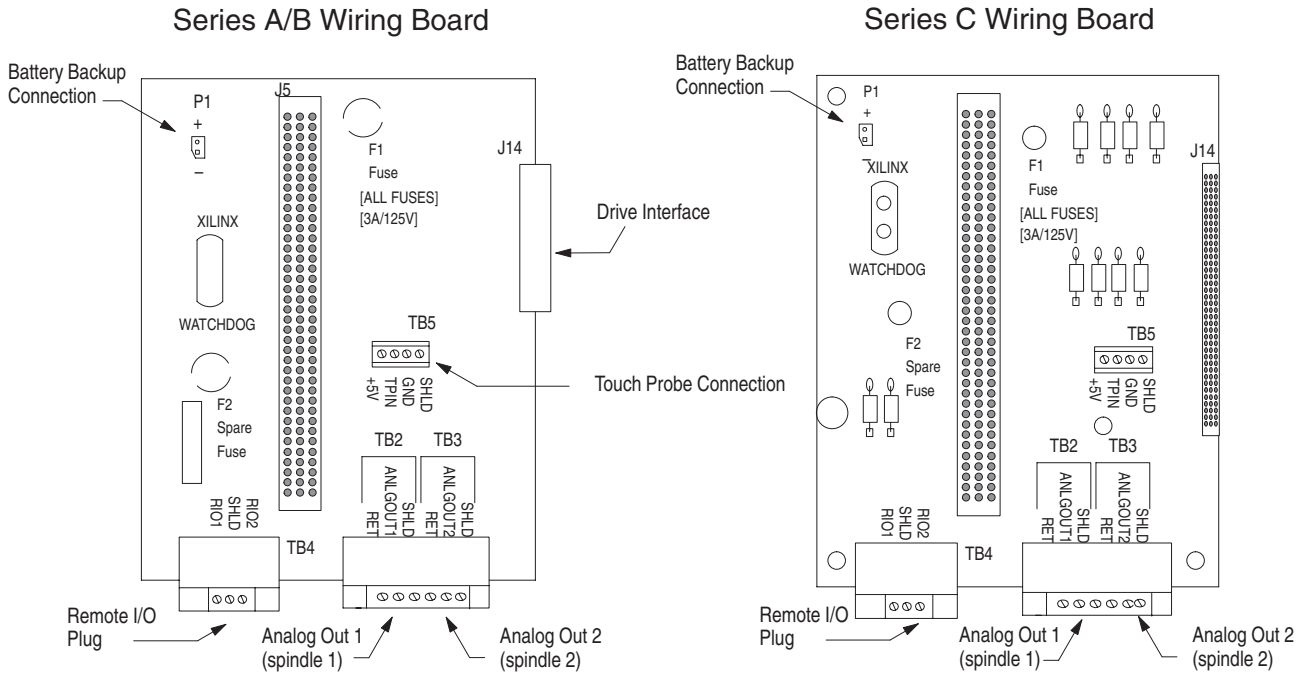 Series A/B Wiring Board
Battery Backup
Connection
P1
+
–
J5
F1
Fuse
[ALL FUSES]
[3A/125V]
J14
XILINX
WATCHDOG
Drive Interface
TB5
+5V
TPIN
GND
SHLD
Touch Probe Connection
F2
Spare
Fuse
TB2
TB3
RET
ANLGOUT1
SHLD
RET
ANLGOUT2
SHLD
RIO1
SHLD
RIO2
TB4
Remote I/O
Plug
Analog Out 1
(spindle 1)
Analog Out 2
(spindle 2)
Series C Wiring Board
Battery Backup
Connection
P1
+
–
XILINX
WATCHDOG
F1
Fuse
[ALL FUSES]
[3A/125V]
J14
F2
Spare
Fuse
TB5
+5V
TPIN
GND
SHLD
TB2
TB3
RET
ANLGOUT1
SHLD
RET
ANLGOUT2
SHLD
RIO1
SHLD
RIO2
TB4
Remote I/O
Plug
Analog Out 1
(spindle 1)
Analog Out 2
(spindle 2)